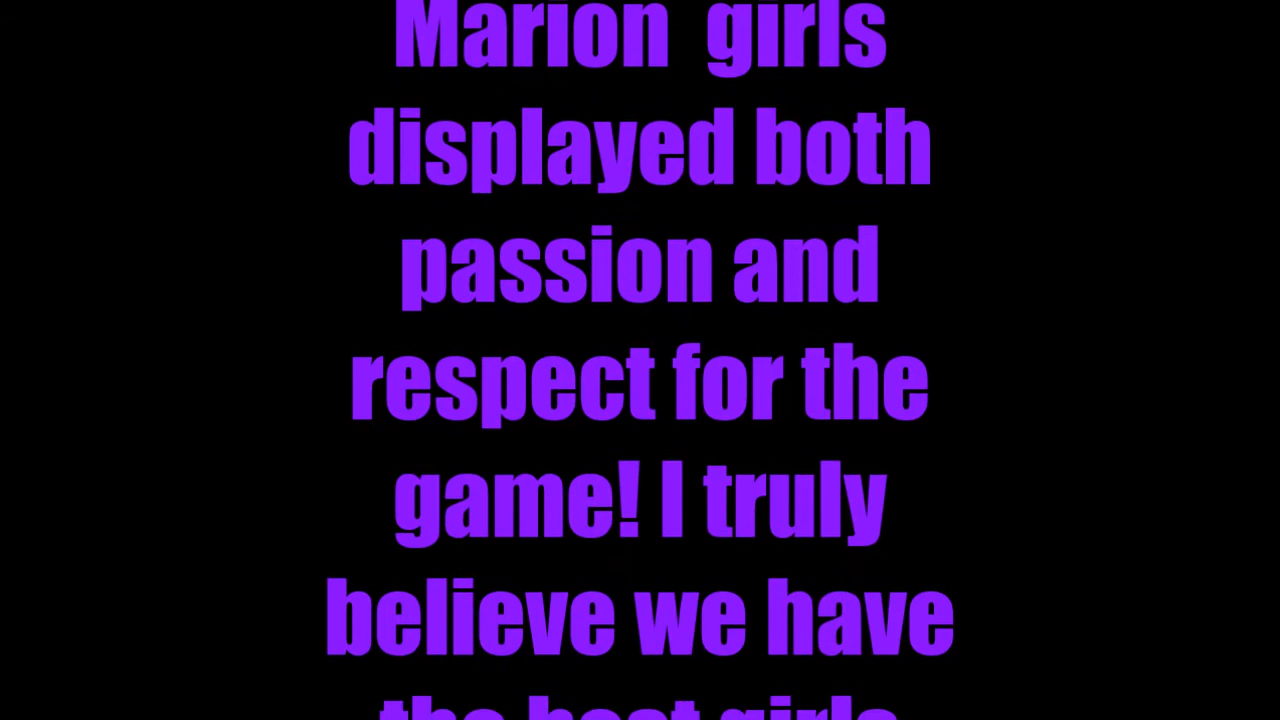 Marion girls
displayed both
passion and
respect for the
game! I truly
believe we have
the best girls